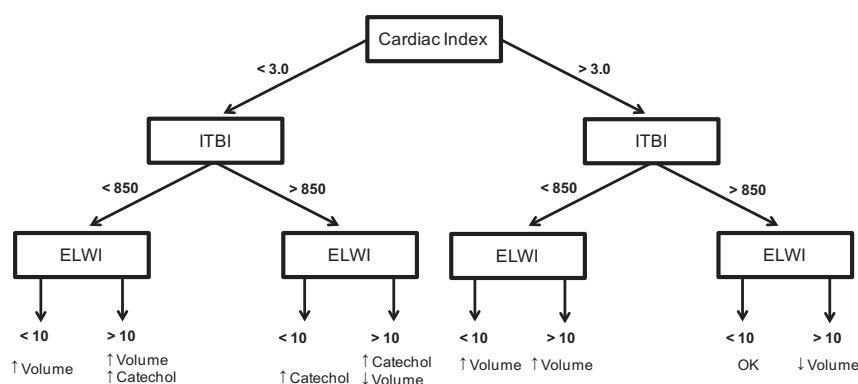 Cardiac Index
< 3.0 > 3.0
ITBI ITBI
< 850 > 850 < 850 > 850
ELWI ELWI ELWI ELWI
< 10 > 10 < 10 > 10 < 10 > 10 < 10 > 10
↑Volume ↑Volume ↑Catechol ↑Volume ↑Volume OK ↓Volume
↑Catechol ↑Catechol ↓Volume